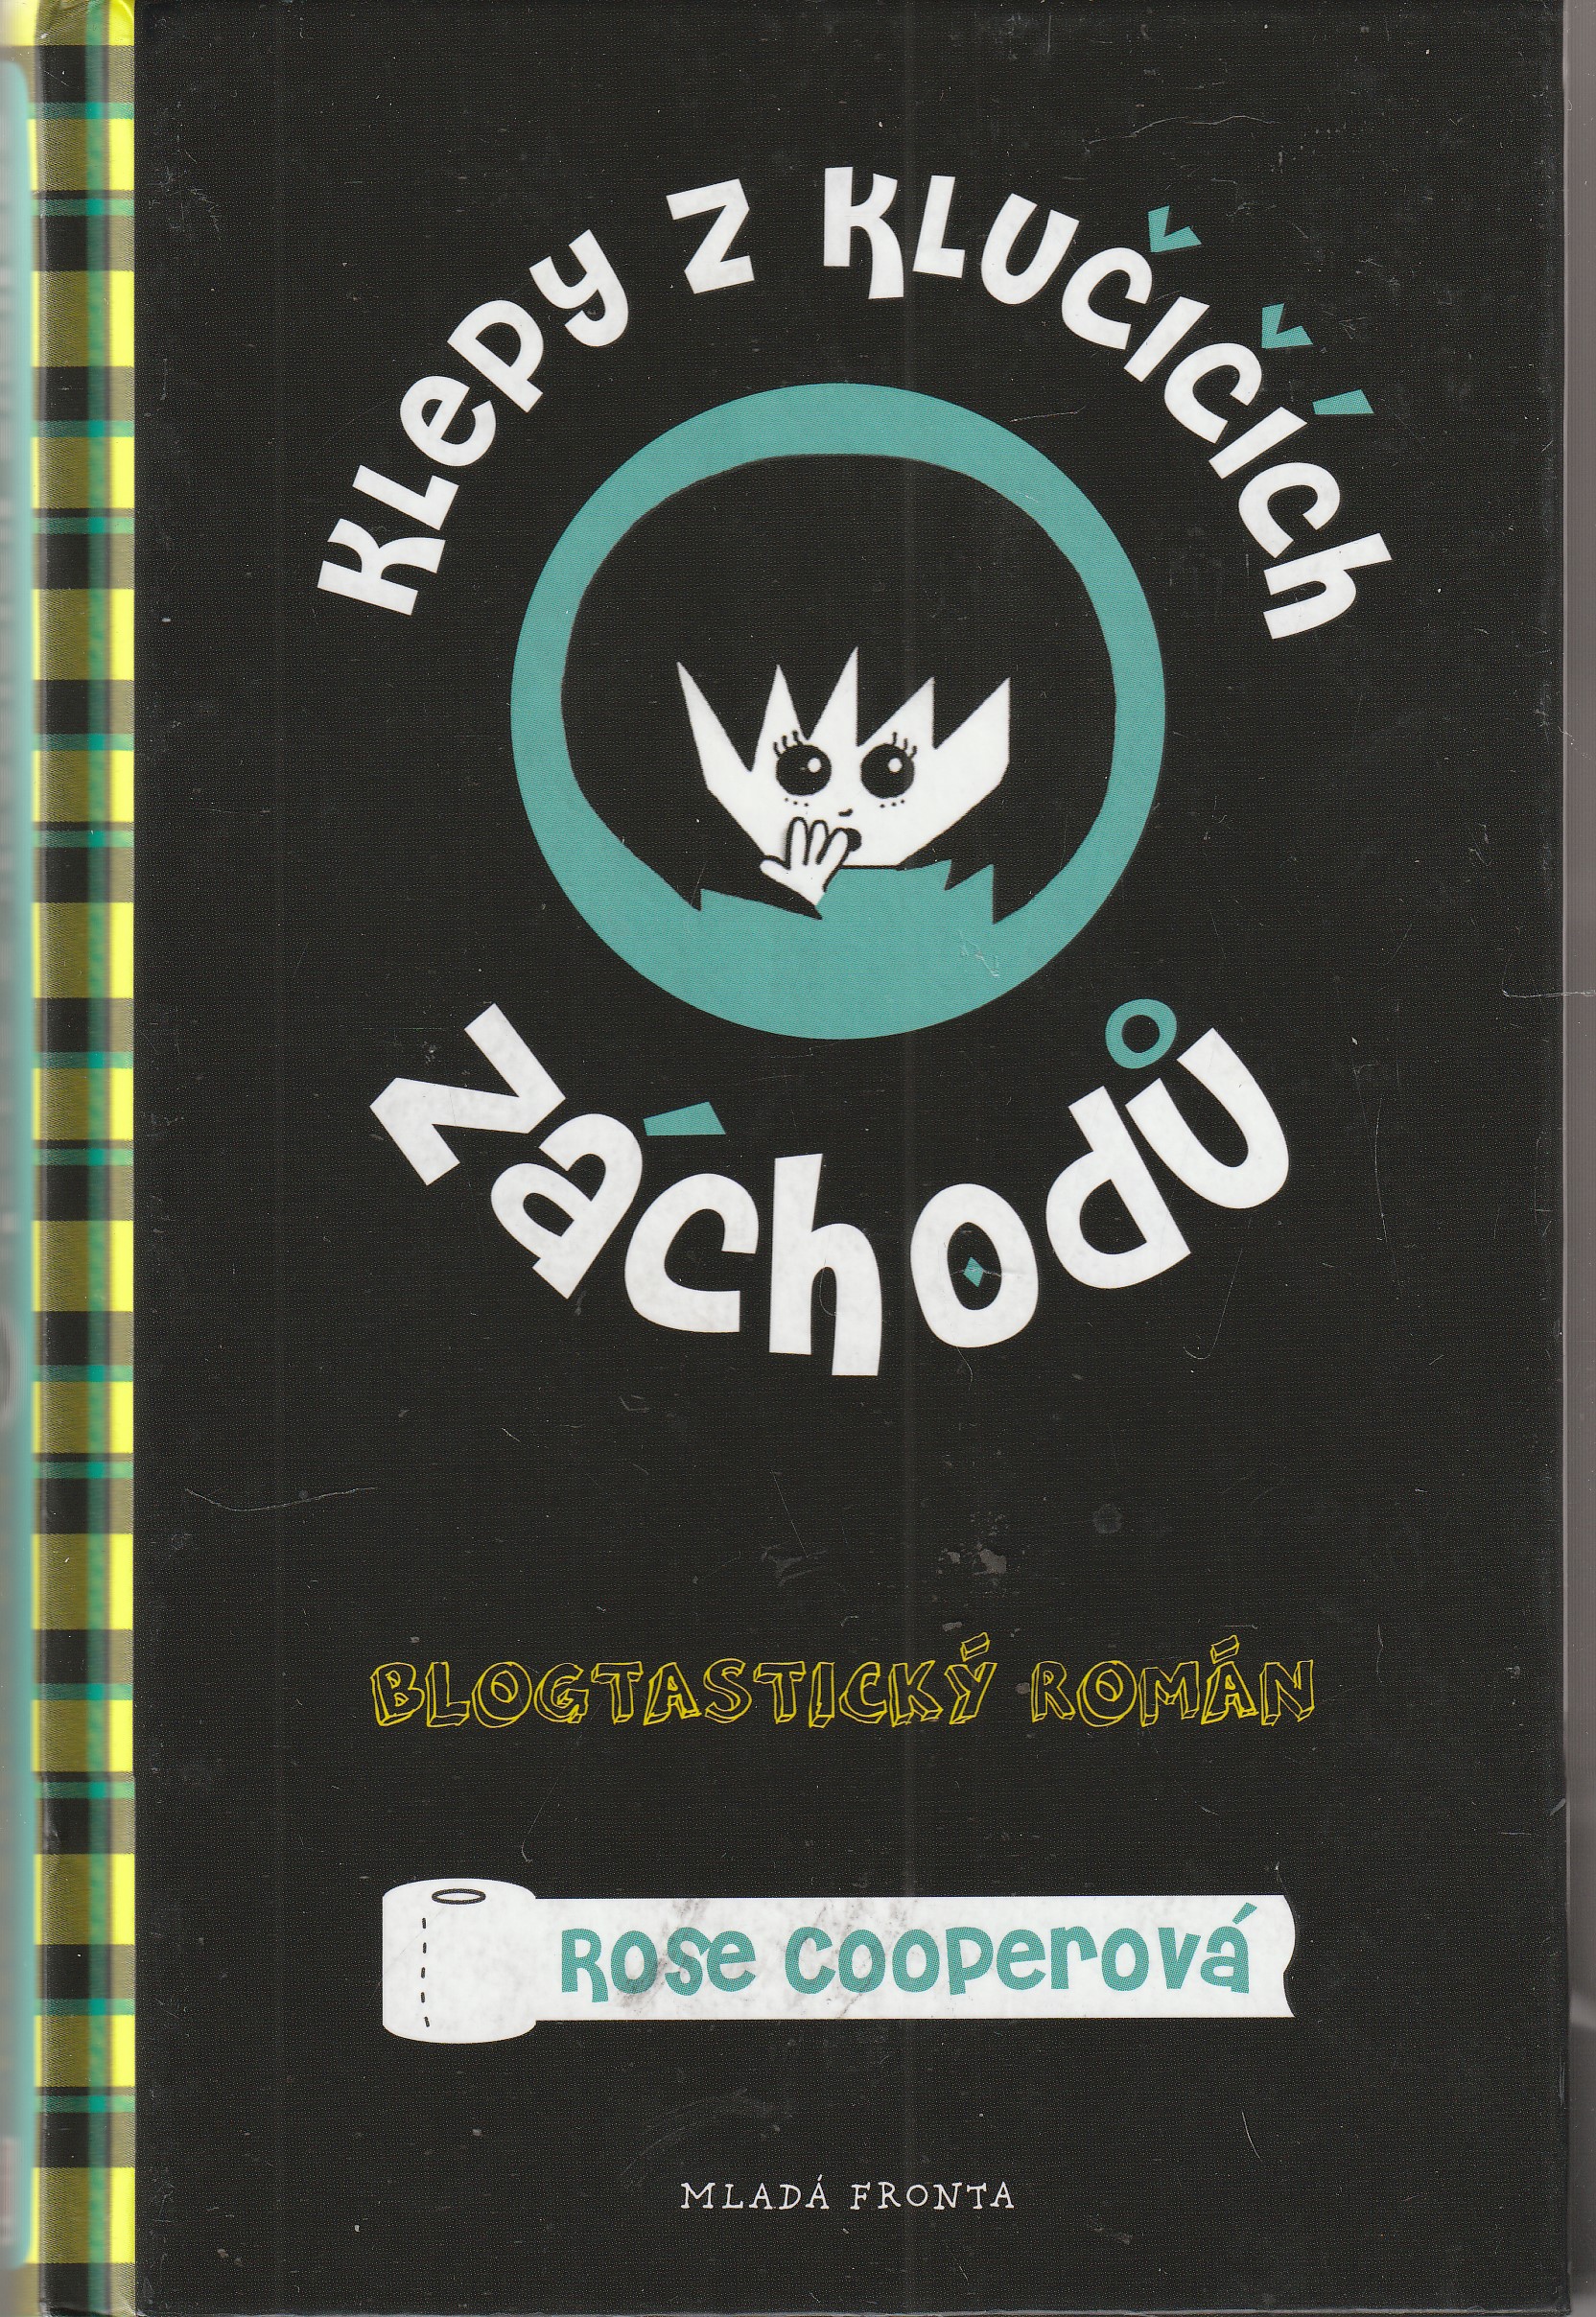 Klepy z klučičích
záchodů
BLOGTASTICKÝ ROMÁN
Rose Cooperová
MLADÁ FRONTA